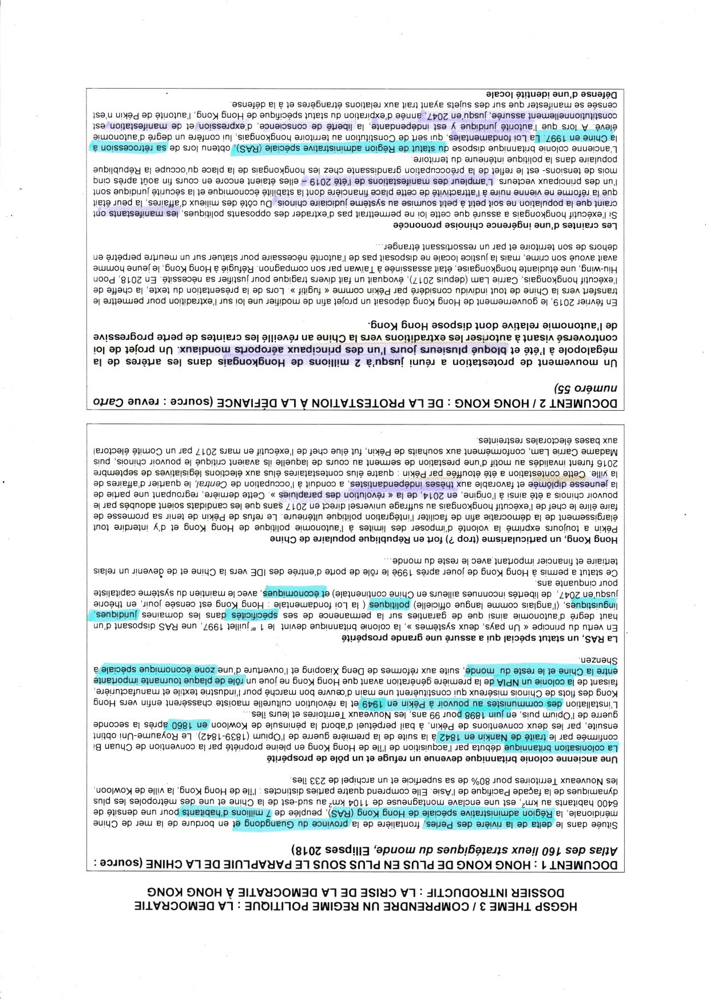 HGGSP THEME 3 / COMPRENDRE UN REGIME POLITIQUE : LA DEMOCRATIE
DOSSIER INTRODUCTIF : LA CRISE DE LA DEMOCRATIE À HONG KONG
DOCUMENT 1 : HONG KONG DE PLUS EN PLUS SOUS LE PARAPLUIE DE LA CHINE (source :
Atlas des 160 lieux stratégiques du monde, Ellipses 2018)
Située dans le delta de la rivière des Perles, frontalière de la province du Guangdong et en bordure de la mer de Chine
méridionale, la Région administrative spéciale de Hong Kong (RAS), peuplée de 7 millions d'habitants pour une densité de
6400 habitants au km², est une enclave montagneuse de 1104 km² au sud-est de la Chine et une des métropoles les plus
dynamiques de la façade Pacifique de l'Asie. Elle comprend quatre parties distinctes : l'île de Hong Kong, la ville de Kowloon,
les Nouveaux Territoires pour 80% de sa superficie et un archipel de 233 îles.
Une ancienne colonie britannique devenue un refuge et un pôle de prospérité
La colonisation britannique débuta par l'acquisition de l'île de Hong Kong en pleine propriété par la convention de Chuan Bi
confirmée par le traité de Nankin en 1842 à la suite de la première guerre de l'Opium (1839-1842). Le Royaume-Uni obtint
ensuite, par les deux conventions de Pékin, à bail perpétuel d'abord la péninsule de Kowloon en 1860 après la seconde
guerre de l'Opium puis, en juin 1898 pour 99 ans, les Nouveaux Territoires et leurs îles...
L'installation des communistes au pouvoir à Pékin en 1949 et la révolution culturelle maoïste chassèrent enfin vers Hong
Kong des flots de Chinois miséreux qui constituèrent une main d'œuvre bon marché pour l'industrie textile et manufacturière,
faisant de la colonie un NPIA de la première génération avant que Hong Kong ne joue un rôle de plaque tournante importante
entre la Chine et le reste du monde, suite aux réformes de Deng Xiaoping et l'ouverture d'une zone économique spéciale à
Shenzen.
La RAS, un statut spécial qui a assuré une grande prospérité
En vertu du principe « Un pays, deux systèmes », la colonie britannique devint le 1 er juillet 1997, une RAS disposant d'un
haut degré d'autonomie ainsi que de garanties sur la permanence de ses spécificités dans les domaines juridiques,
linguistiques, (l'anglais comme langue officielle) politiques ( la Loi fondamentale : Hong Kong est censée jouir, en théorie
jusqu'en 2047, de libertés inconnues ailleurs en Chine continentale) et économiques, avec le maintien du système capitaliste
pour cinquante ans.
Ce statut a permis à Hong Kong de jouer après 1996 le rôle de porte d'entrée des IDE vers la Chine et de devenir un relais
tertiaire et financier important avec le reste du monde...
Hong Kong, un particularisme (trop ?) fort en République populaire de Chine
Pékin a toujours exprimé la volonté d'imposer des limites à l'autonomie politique de Hong Kong et d'y interdire tout
élargissement de la démocratie afin de faciliter l'intégration politique ultérieure. Le refus de Pékin de tenir sa promesse de
faire élire le chef de l'exécutif hongkongais au suffrage universel direct en 2017 sans que les candidats soient adoubés par le
pouvoir chinois a été ainsi à l'origine, en 2014, de la « révolution des parapluies ». Cette dernière, regroupant une partie de
la jeunesse diplômée et favorable aux thèses indépendantistes, a conduit à l'occupation de Central, le quartier d'affaires de
la ville. Cette contestation a été étouffée par Pékin : quatre élus contestataires élus aux élections législatives de septembre
2016 furent invalidés au motif d'une prestation de serment au cours de laquelle ils avaient critiqué le pouvoir chinois, puis
Madame Carrie Lam, conformément aux souhaits de Pékin, fut élue chef de l'exécutif en mars 2017 par un Comité électoral
aux bases électorales restreintes.
DOCUMENT 2 / HONG KONG : DE LA PROTESTATION À LA DÉFIANCE (source : revue Carto
numéro 55)
Un mouvement de protestation a réuni jusqu'à 2 millions de Hongkongais dans les artères de la
mégalopole à l'été et bloqué plusieurs jours l'un des principaux aéroports mondiaux. Un projet de loi
controversé visant à autoriser les extraditions vers la Chine an réveillé les craintes de perte progressive
de l'autonomie relative dont dispose Hong Kong.
En février 2019, le gouvernement de Hong Kong déposait un projet afin de modifier une loi sur l'extradition pour permettre le
transfert vers la Chine de tout individu considéré par Pékin comme « fugitif ». Lors de la présentation du texte, la cheffe de
l'exécutif hongkongais, Carrie Lam (depuis 2017), évoquait un fait divers tragique pour justifier sa nécessité. En 2018, Poon
Hiu-wing, une étudiante hongkongaise, était assassinée à Taïwan par son compagnon. Réfugié à Hong Kong, le jeune homme
avait avoué son crime, mais la justice locale ne disposait pas de l'autorité nécessaire pour statuer sur un meurtre perpétré en
dehors de son territoire et par un ressortissant étranger...
Les craintes d'une ingérence chinoise prononcée
Si l'exécutif hongkongais a assuré que cette loi ne permettrait pas d'extrader des opposants politiques, les manifestants ont
craint que la population ne soit petit à petit soumise au système judiciaire chinois. Du côté des milieux d'affaires, la peur était
que la réforme ne vienne nuire à l'attractivité de cette place financière dont la stabilité économique et la sécurité juridique sont
l'un des principaux vecteurs. L'ampleur des manifestations de l'été 2019 – elles étaient encore en cours fin août après cinq
mois de tensions- est le reflet de la préoccupation grandissante chez les hongkongais de la place qu'occupe la République
populaire dans la politique intérieure du territoire.
L'ancienne colonie britannique dispose du statut de Région administrative spéciale (RAS), obtenu lors de sa rétrocession à
la Chine en 1997. La Loi fondamentales, qui sert de Constitution au territoire hongkongais, lui confère un degré d'autonomie
élevé. A lors que l'autorité juridique y est indépendante, la liberté de conscience, d'expression et de manifestation est
constitutionnellement assurée, jusqu'en 2047, année d'expiration du statut spécifique de Hong Kong, l'autorité de Pékin n'est
censée se manifester que sur des sujets ayant trait aux relations étrangères et à la défense.
Défense d'une identité locale